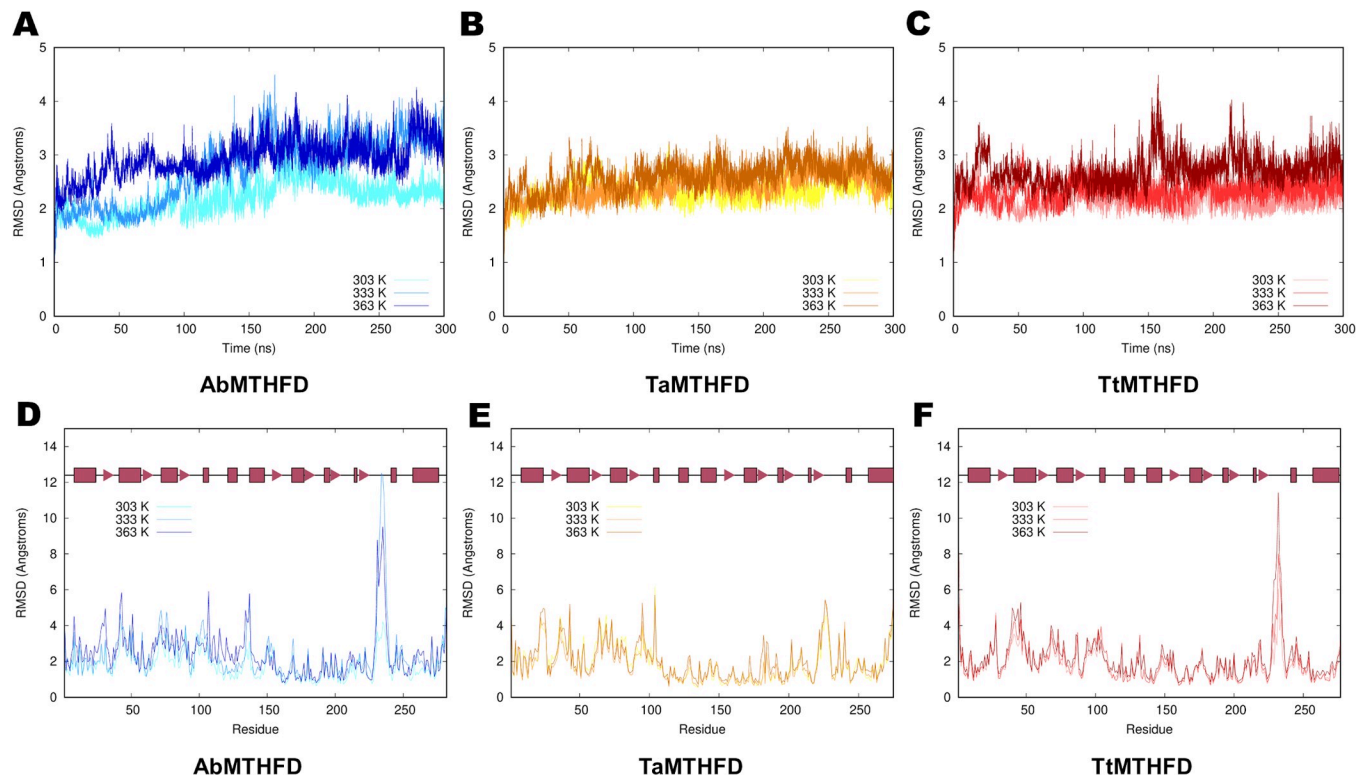 A
B
C
RMSD (Angstroms)
5
4
3
2
1
0
303 K
333 K
363 K
0 50 100 150 200 250 300
Time (ns)
AbMTHFD
RMSD (Angstroms)
5
4
3
2
1
0
303 K
333 K
363 K
0 50 100 150 200 250 300
Time (ns)
TaMTHFD
RMSD (Angstroms)
5
4
3
2
1
0
303 K
333 K
363 K
0 50 100 150 200 250 300
Time (ns)
TtMTHFD
D
E
F
RMSD (Angstroms)
14
12
10
8
6
4
2
0
303 K
333 K
363 K
50 100 150 200 250
Residue
AbMTHFD
RMSD (Angstroms)
14
12
10
8
6
4
2
0
303 K
333 K
363 K
50 100 150 200 250
Residue
TaMTHFD
RMSD (Angstroms)
14
12
10
8
6
4
2
0
303 K
333 K
363 K
50 100 150 200 250
Residue
TtMTHFD